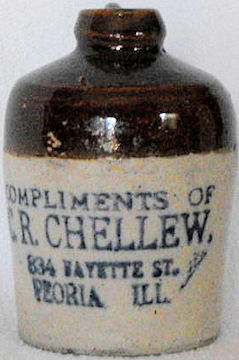 COMPLIMENTS OF
C.R. CHELLEW,
834 FAYETTE ST.
PEORIA ILL.